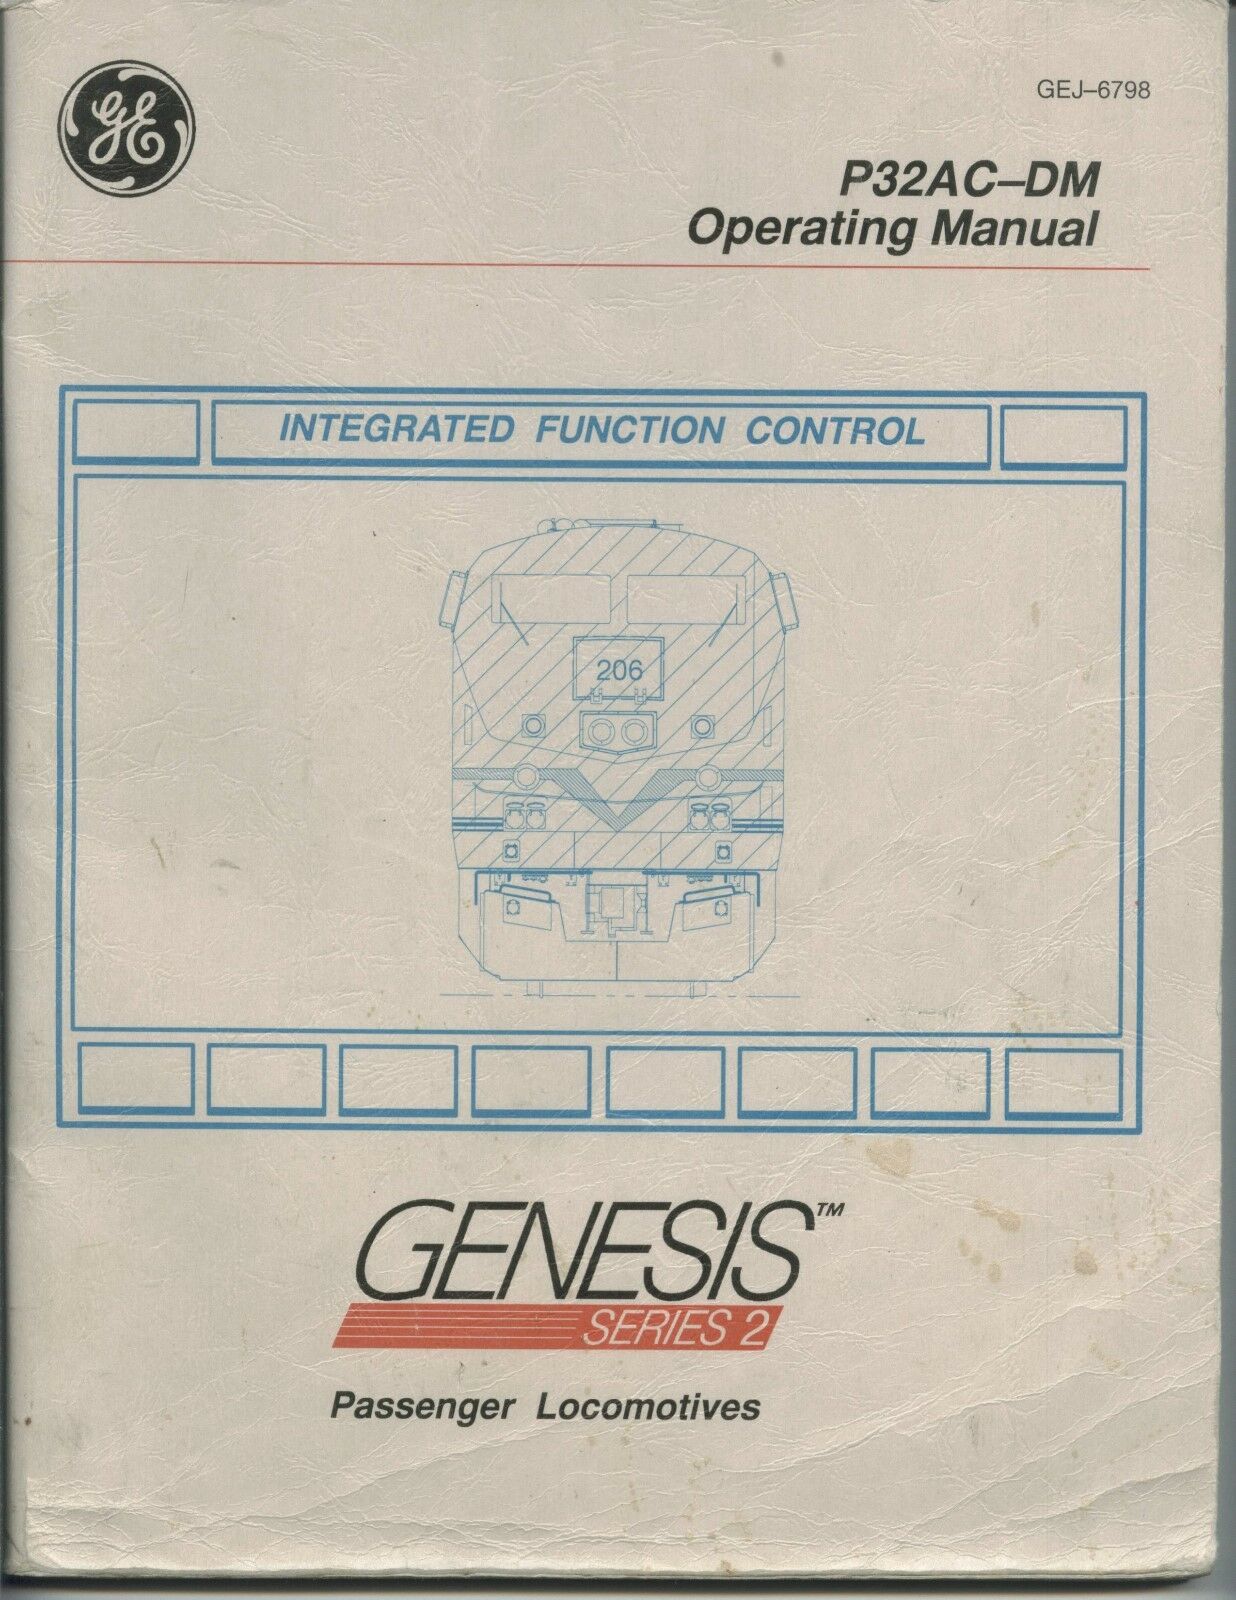 GE
GEJ–6798
P32AC–DM
Operating Manual
INTEGRATED FUNCTION CONTROL
206
GENESIS™
SERIES 2
Passenger Locomotives